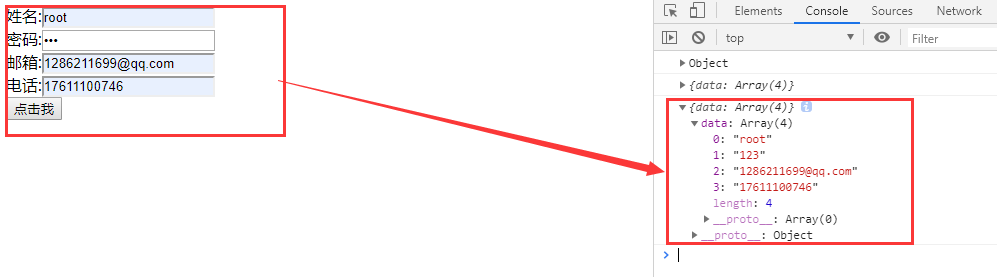 姓名:root
密码:•••
邮箱:1286211699@qq.com
电话:17611100746
点击我
Elements Console Sources Network
top ▼ Filter
▶Object
▶{data: Array(4)}
▼{data: Array(4)} i
▼data: Array(4)
0: "root"
1: "123"
2: "1286211699@qq.com"
3: "17611100746"
length: 4
▶__proto__: Array(0)
▶__proto__: Object
>